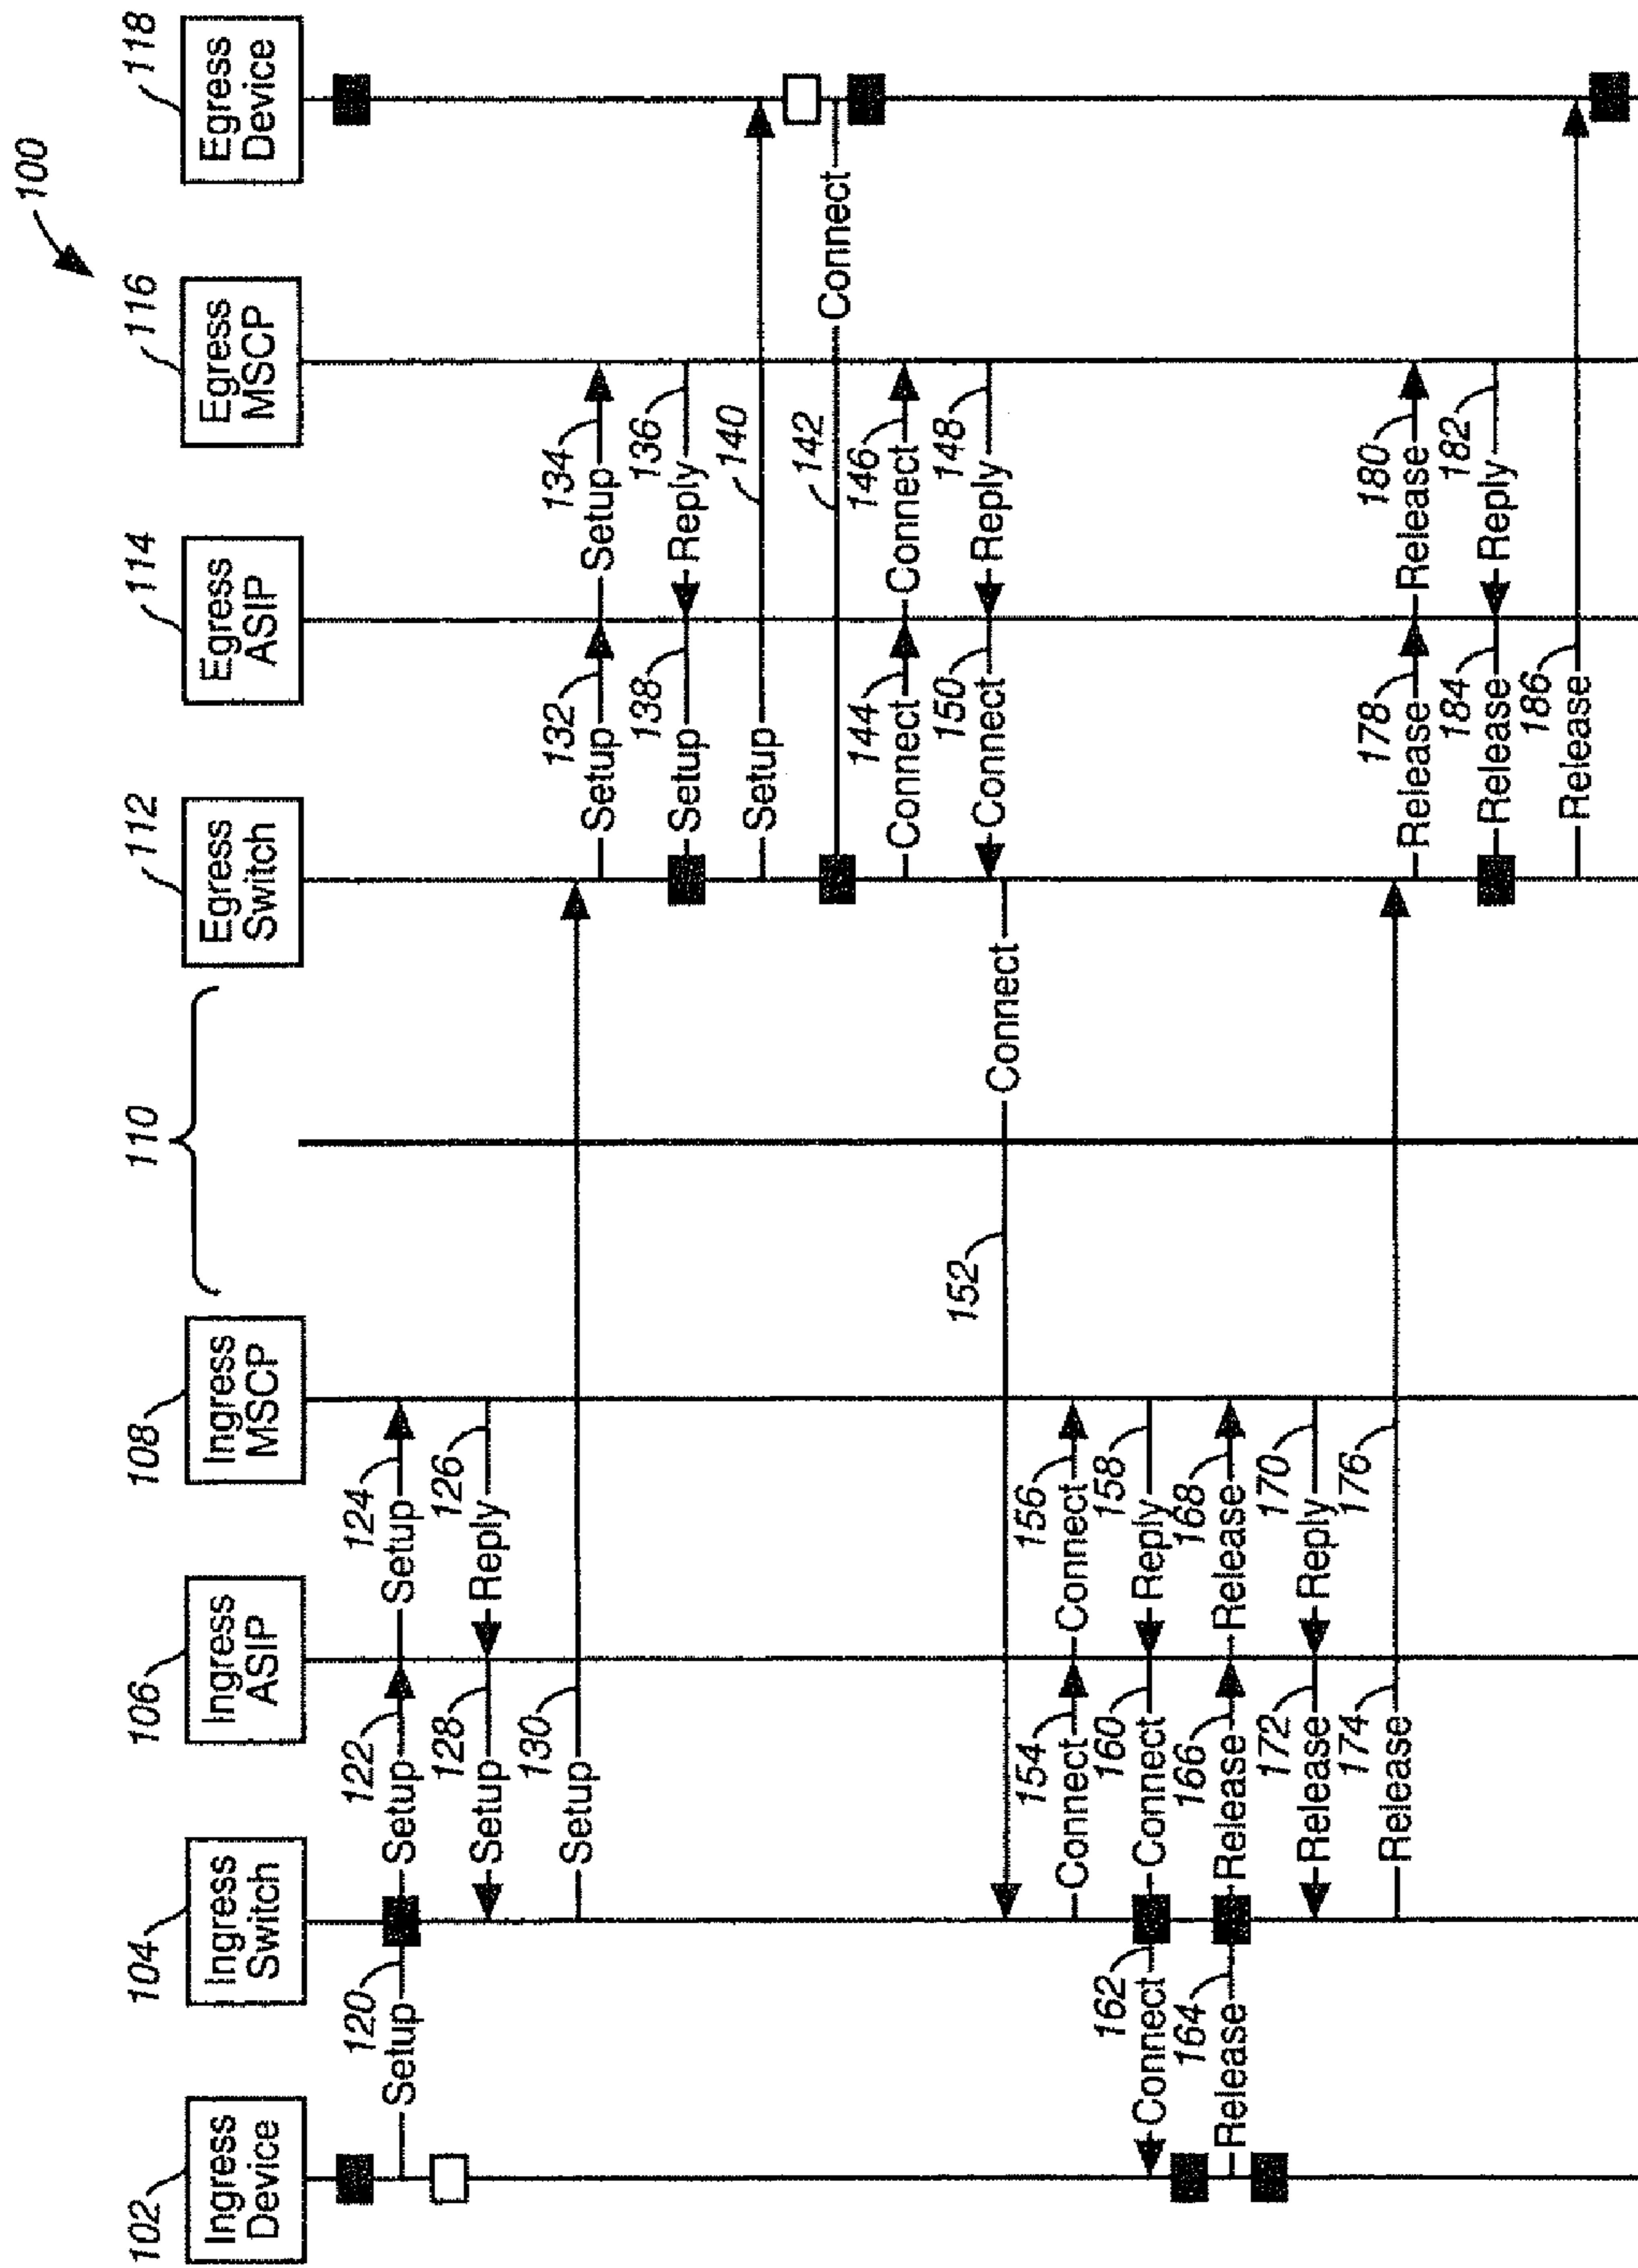 100
102
Ingress
Device
104
Ingress
Switch
106
Ingress
ASIP
108
Ingress
MSCP
110
112
Egress
Switch
114
Egress
ASIP
116
Egress
MSCP
118
Egress
Device
120
Setup
122
Setup
124
Setup
126
Reply
128
Setup
130
Setup
132
Setup
134
Setup
136
Reply
138
Setup
140
Setup
142
Connect
144
Connect
146
Connect
148
Reply
150
Connect
152
Connect
154
Connect
156
Connect
158
Reply
160
Connect
162
Connect
164
Release
166
Release
168
Release
170
Reply
172
Release
174
Release
176
178
Release
180
Release
182
Reply
184
Release
186
Release